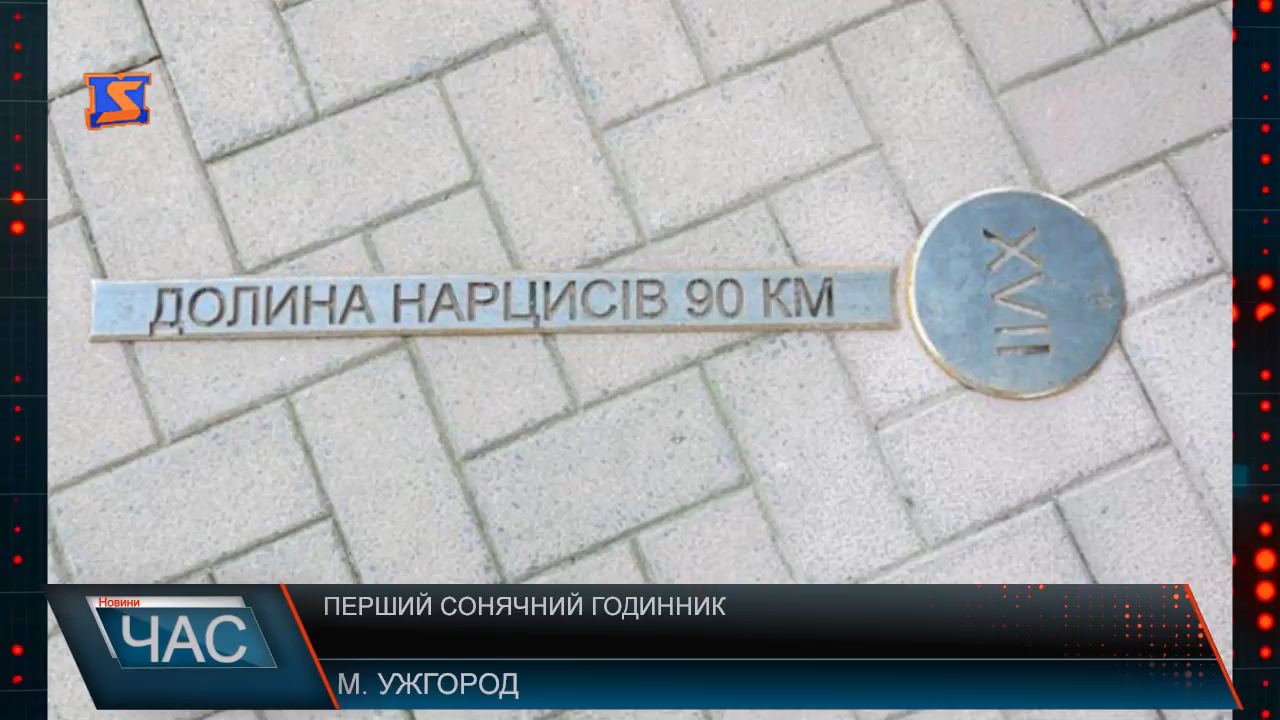 ДОЛИНА НАРЦИСІВ 90 КМ
XVII
Новини
ЧАС
ПЕРШИЙ СОНЯЧНИЙ ГОДИННИК
М. УЖГОРОД